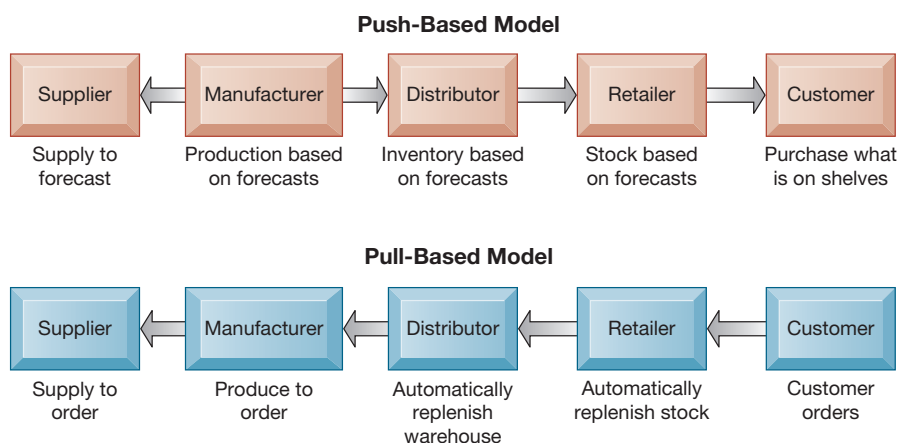 Push-Based Model
Supplier
Manufacturer
Distributor
Retailer
Customer
Supply to
forecast
Production based
on forecasts
Inventory based
on forecasts
Stock based
on forecasts
Purchase what
is on shelves
Pull-Based Model
Supplier
Manufacturer
Distributor
Retailer
Customer
Supply to
order
Produce to
order
Automatically
replenish
warehouse
Automatically
replenish stock
Customer
orders